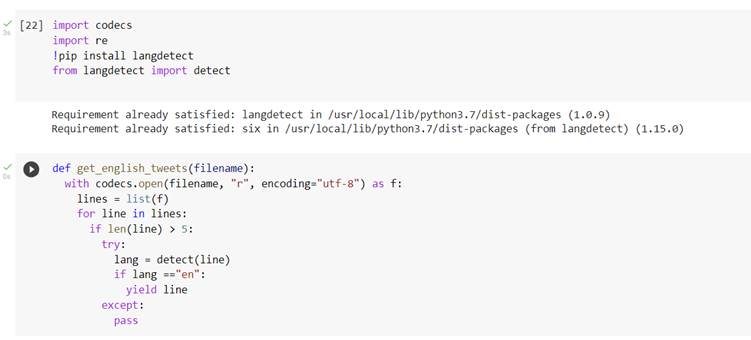 [22] import codecs
import re
!pip install langdetect
from langdetect import detect
3s
Requirement already satisfied: langdetect in /usr/local/lib/python3.7/dist-packages (1.0.9)
Requirement already satisfied: six in /usr/local/lib/python3.7/dist-packages (from langdetect) (1.15.0)
0s
def get_english_tweets(filename):
  with codecs.open(filename, "r", encoding="utf-8") as f:
    lines = list(f)
    for line in lines:
      if len(line) > 5:
        try:
          lang = detect(line)
          if lang =="en":
            yield line
        except:
          pass